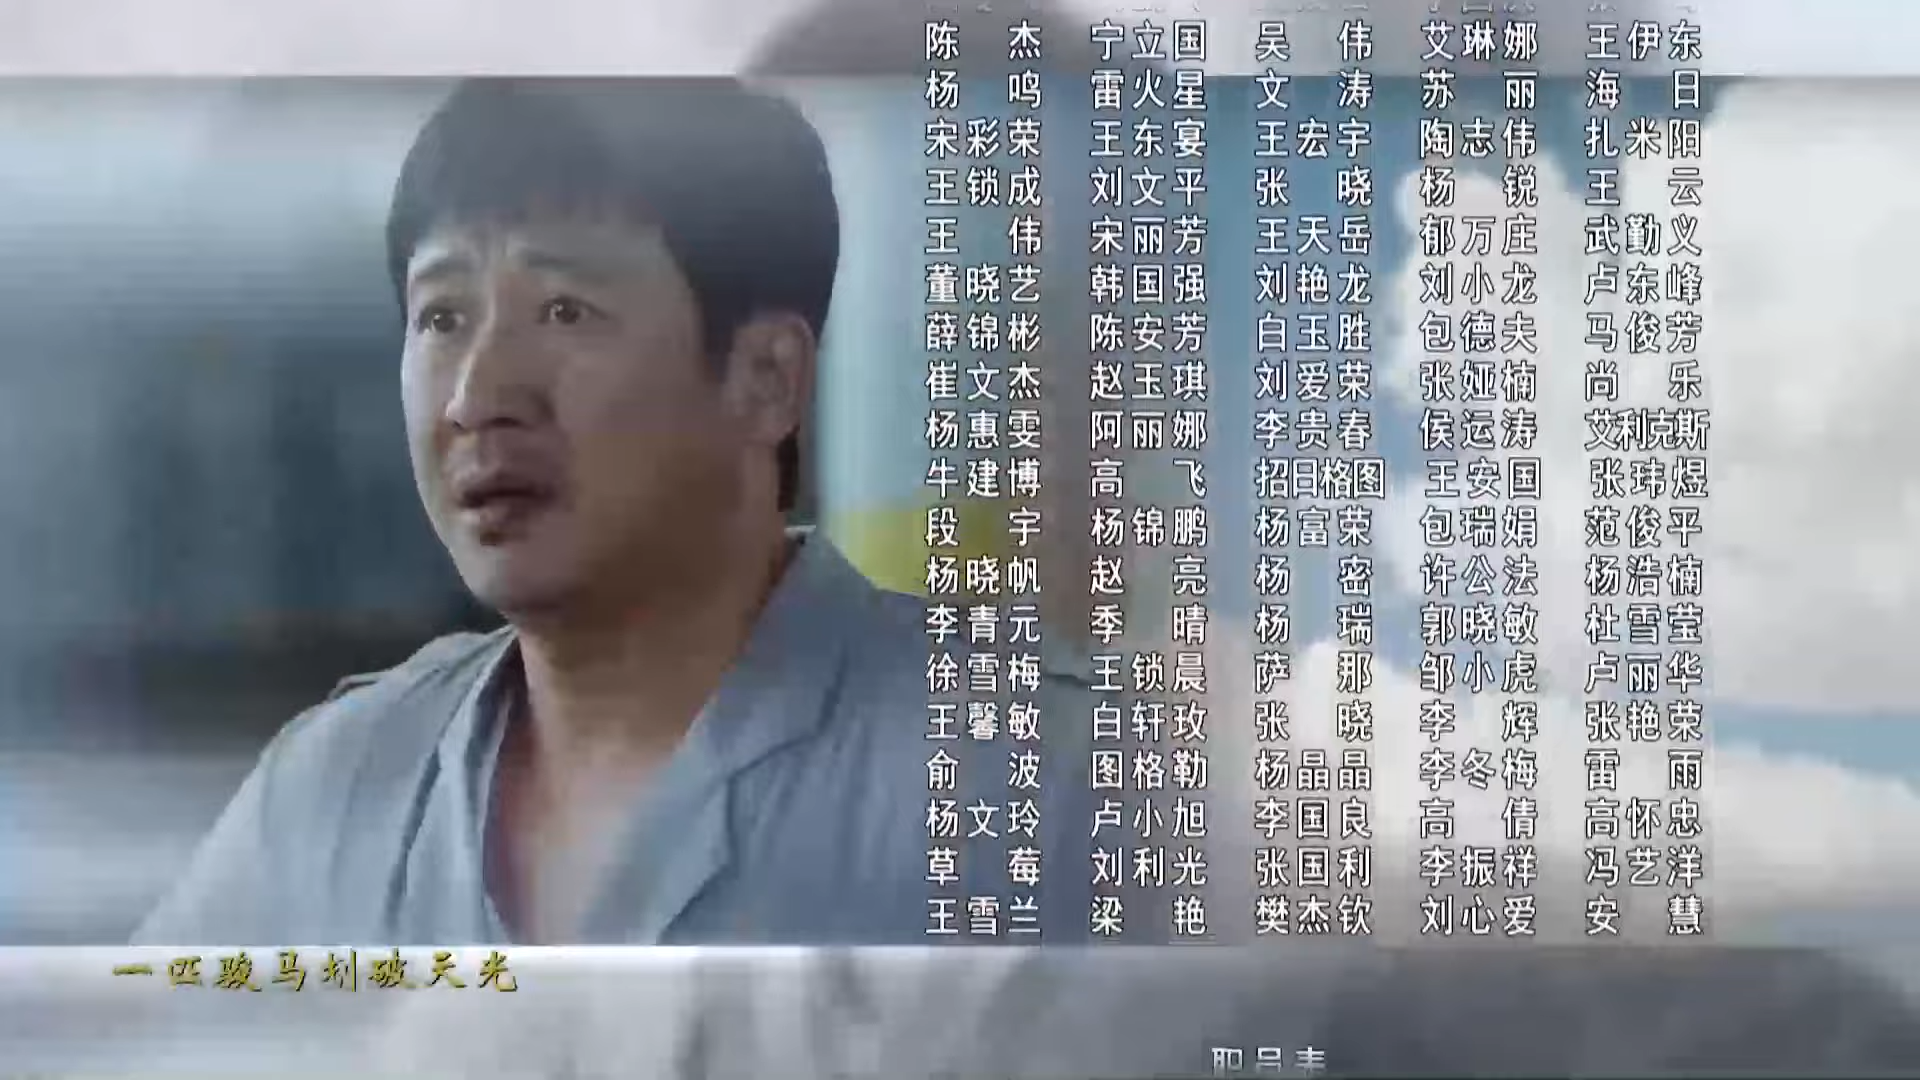 陈杰 宁立国 吴伟 艾琳娜 王伊东
杨鸣 雷火星 文涛 苏丽 海日
宋彩荣 王东宴 王宏宇 陶志伟 扎米阳
王锁成 刘文平 张晓 杨锐 王云
王伟 宋丽芳 王天岳 郁万庄 武勤义
董晓艺 韩国强 刘艳龙 刘小龙 卢东峰
薛锦彬 陈安芳 白玉胜 包德夫 马俊芳
崔文杰 赵玉琪 刘爱荣 张娅楠 尚乐
杨惠雯 阿丽娜 李贵春 侯运涛 艾利克斯
牛建博 高飞 招日格图 王安国 张玮煜
段宇 杨锦鹏 杨富荣 包瑞娟 范俊平
杨晓帆 赵亮 杨密 许公法 杨浩楠
李青元 季晴 杨瑞 郭晓敏 杜雪莹
徐雪梅 王锁晨 萨那 邹小虎 卢丽华
王馨敏 白轩玫 张晓 李辉 张艳荣
俞波 图格勒 杨晶晶 李冬梅 雷雨
杨文玲 卢小旭 李国良 高倩 高怀忠
草莓 刘利光 张国利 李振祥 冯艺洋
王雪兰 梁艳 樊杰钦 刘心爱 安慧
一匹骏马划破天光